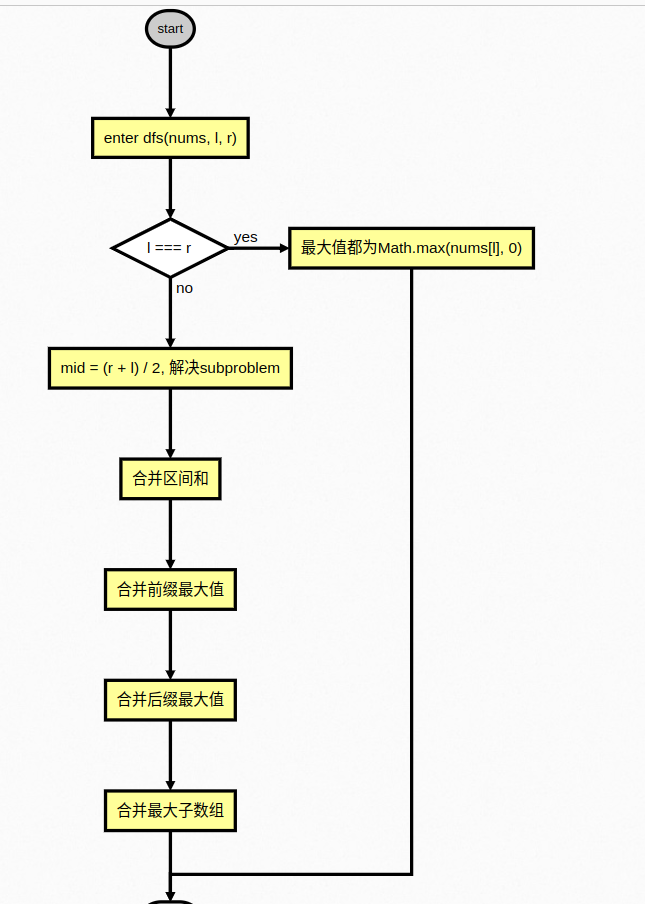 start
enter dfs(nums, l, r)
l === r
yes
最大值都为Math.max(nums[l], 0)
no
mid = (r + l) / 2, 解决subproblem
合并区间和
合并前缀最大值
合并后缀最大值
合并最大子数组